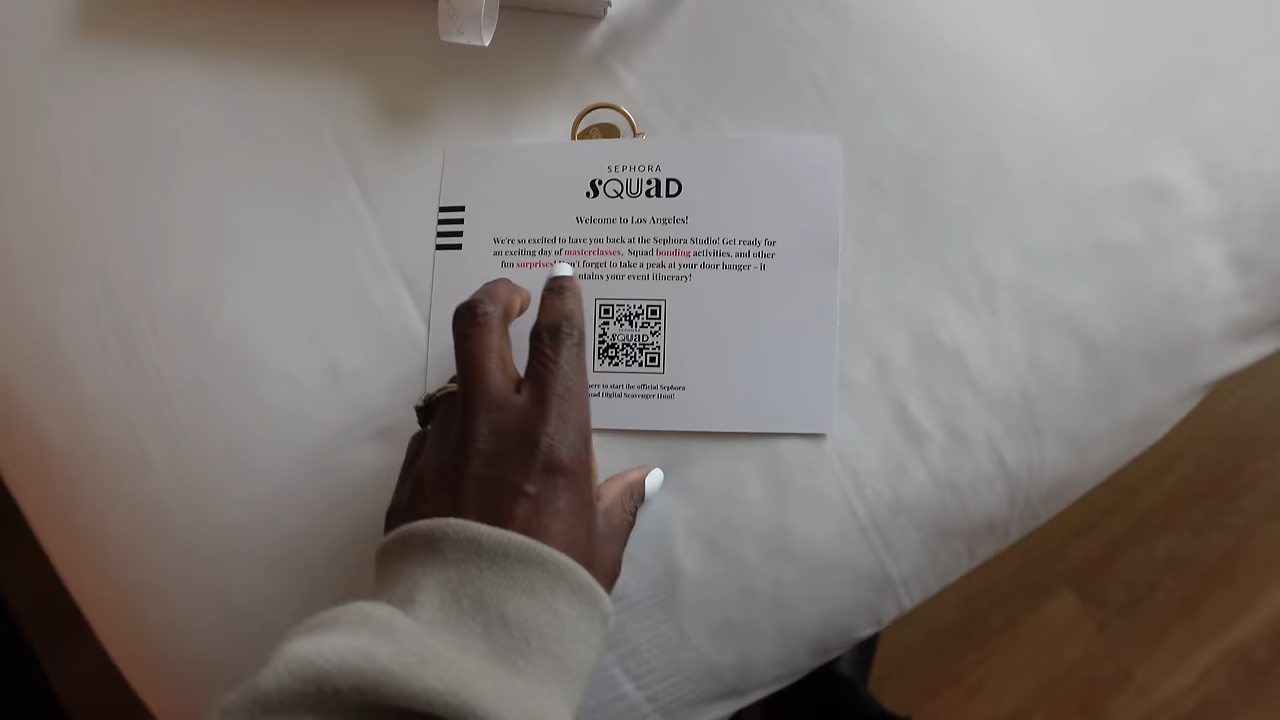 SEPHORA
SQUAD
Welcome to Los Angeles!
We're so excited to have you back at the Sephora Studio! Get ready for
an exciting day of masterclasses, Squad bonding activities, and other
fun surprises! Don't forget to take a peak at your door hanger – it
ntains your event itinerary!
SQUAD
here to start the official Sephora
uad Digital Scavenger Hunt!